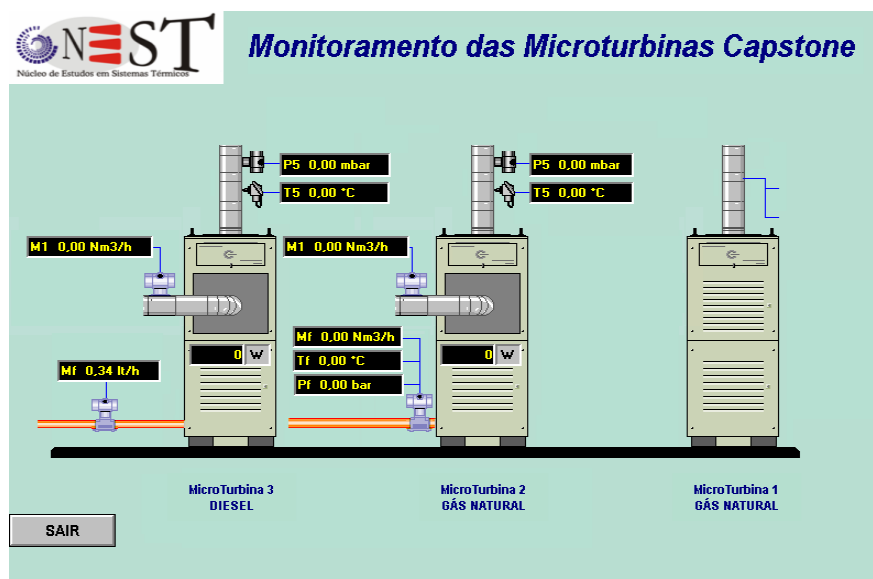 NEST
Núcleo de Estudos em Sistemas Térmicos
Monitoramento das Microturbinas Capstone
P5 0,00 mbar
T5 0,00 °C
P5 0,00 mbar
T5 0,00 °C
M1 0,00 Nm3/h
M1 0,00 Nm3/h
Mf 0,00 Nm3/h
0 W
Tf 0,00 °C
0 W
Mf 0,34 lt/h
Pf 0,00 bar
MicroTurbina 3
DIESEL
MicroTurbina 2
GÁS NATURAL
MicroTurbina 1
GÁS NATURAL
SAIR